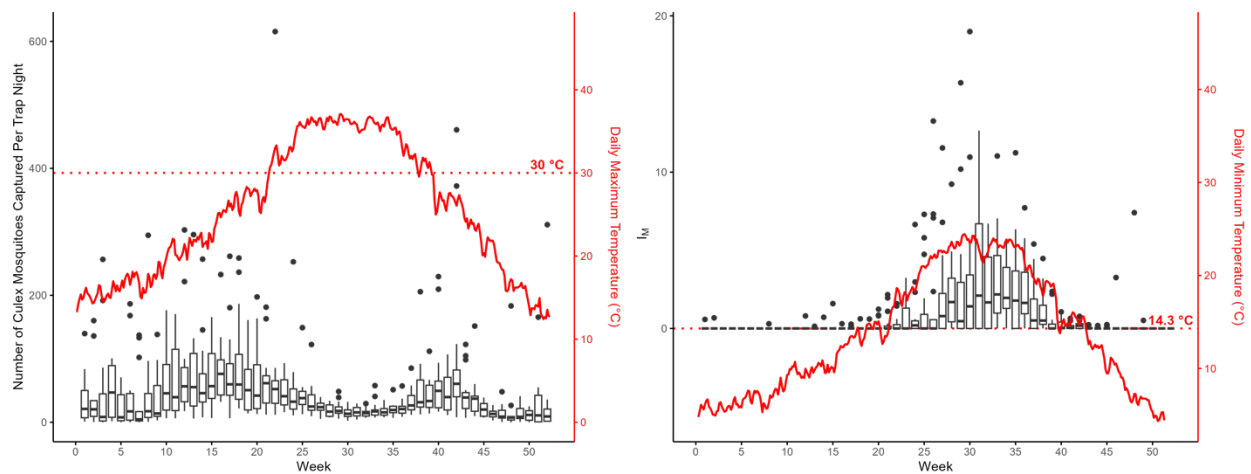 Number of Culex Mosquitoes Captured Per Trap Night
600
400
200
0
0 5 10 15 20 25 30 35 40 45 50
Week
30 °C
40
30
20
10
0
Daily Maximum Temperature (°C)
I_M
20
10
0
0 5 10 15 20 25 30 35 40 45 50
Week
14.3 °C
40
30
20
10
Daily Minimum Temperature (°C)